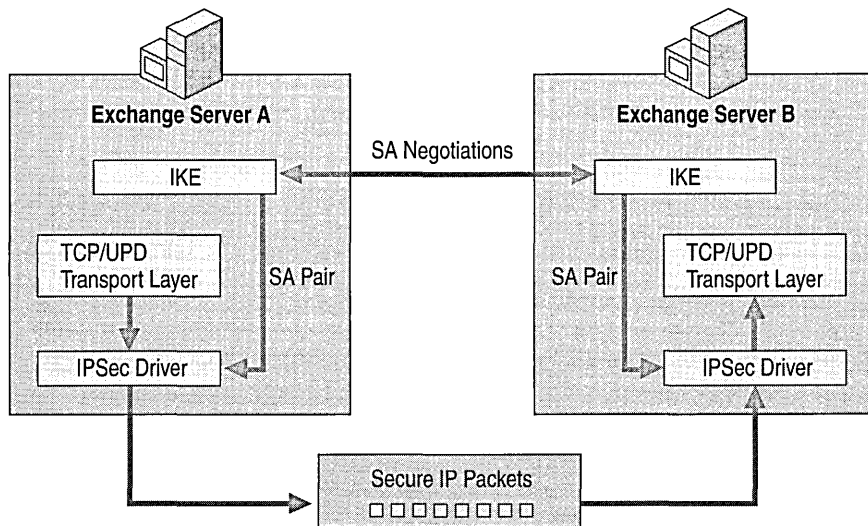 Exchange Server A
Exchange Server B
SA Negotiations
IKE
IKE
TCP/UPD
Transport Layer
SA Pair
SA Pair
TCP/UPD
Transport Layer
IPSec Driver
IPSec Driver
Secure IP Packets